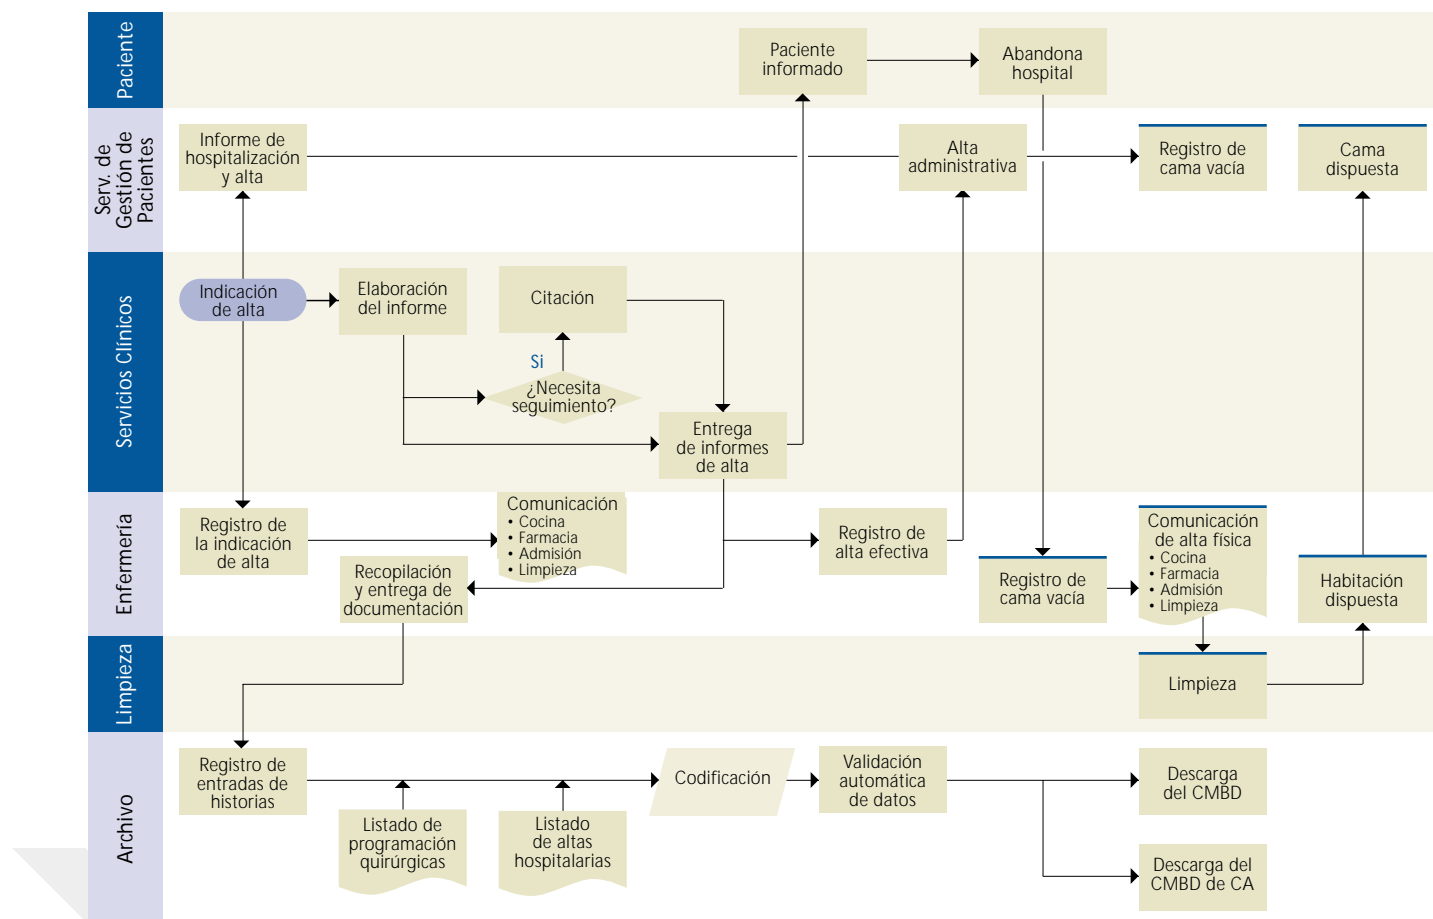 Paciente
Paciente
informado
Abandona
hospital
Serv. de
Gestión de
Pacientes
Informe de
hospitalización
y alta
Alta
administrativa
Registro de
cama vacía
Cama
dispuesta
Servicios Clínicos
Indicación
de alta
Elaboración
del informe
Citación
Si
¿Necesita
seguimiento?
Entrega
de informes
de alta
Enfermería
Registro de
la indicación
de alta
Comunicación
• Cocina
• Farmacia
• Admisión
• Limpieza
Recopilación
y entrega de
documentación
Registro de
alta efectiva
Registro de
cama vacía
Comunicación
de alta física
• Cocina
• Farmacia
• Admisión
• Limpieza
Habitación
dispuesta
Limpieza
Limpieza
Archivo
Registro de
entradas de
historias
Listado de
programación
quirúrgicas
Listado
de altas
hospitalarias
Codificación
Validación
automática
de datos
Descarga
del CMBD
Descarga del
CMBD de CA